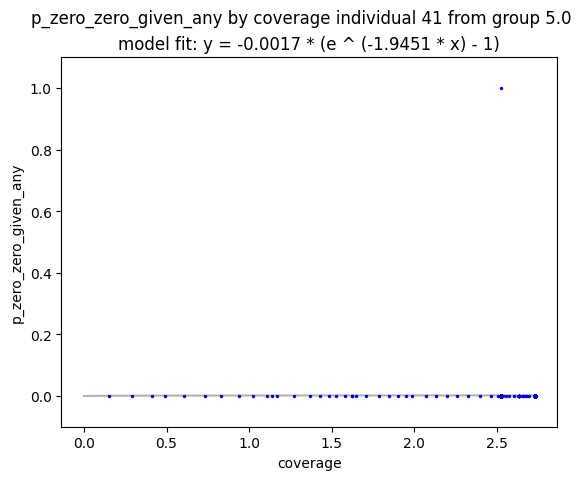 p_zero_zero_given_any by coverage individual 41 from group 5.0
model fit: y = -0.0017 * (e ^ (-1.9451 * x) - 1)
p_zero_zero_given_any
1.0
0.8
0.6
0.4
0.2
0.0
0.0 0.5 1.0 1.5 2.0 2.5
coverage